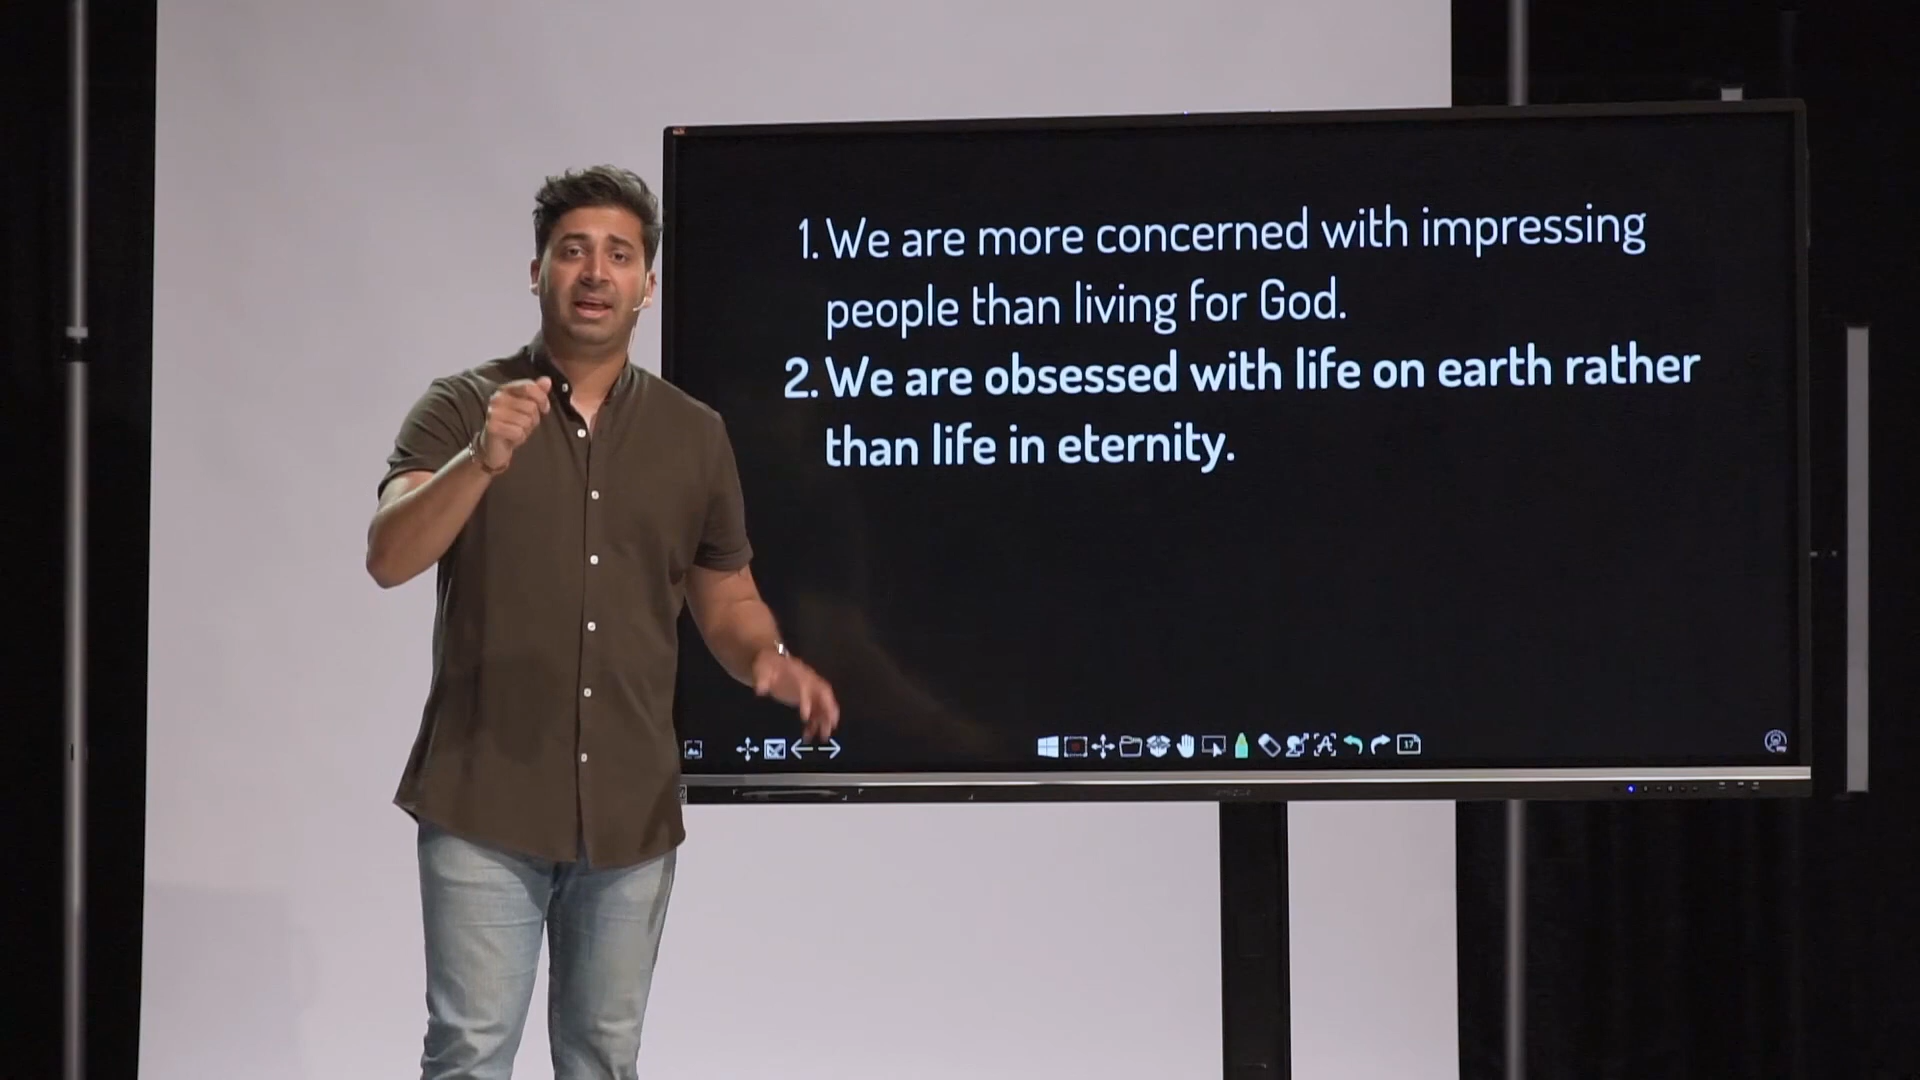 1. We are more concerned with impressing
people than living for God.
2. We are obsessed with life on earth rather
than life in eternity.
17